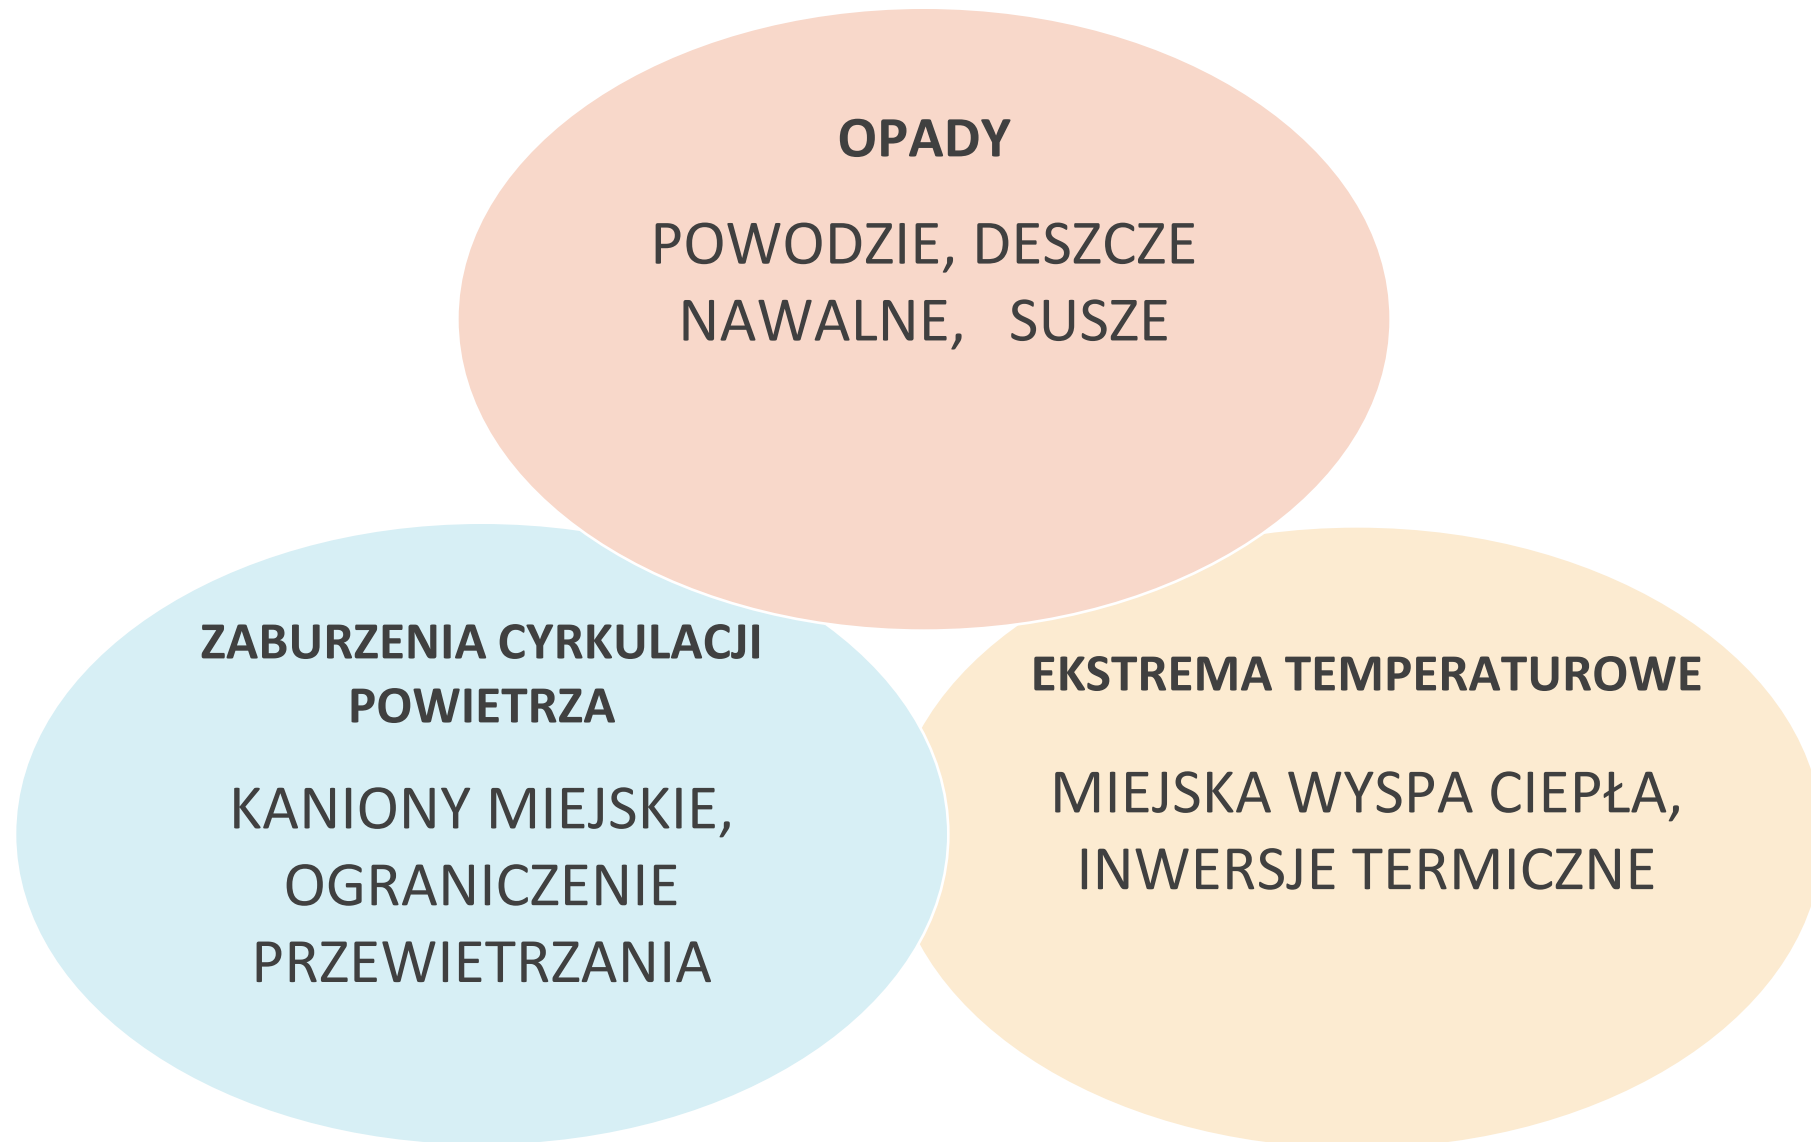 OPADY
POWODZIE, DESZCZE
NAWALNE, SUSZE
ZABURZENIA CYRKULACJI
POWIETRZA
KANIONY MIEJSKIE,
OGRANICZENIE
PRZEWIETRZANIA
EKSTREMA TEMPERATUROWE
MIEJSKA WYSPA CIEPŁA,
INWERSJE TERMICZNE